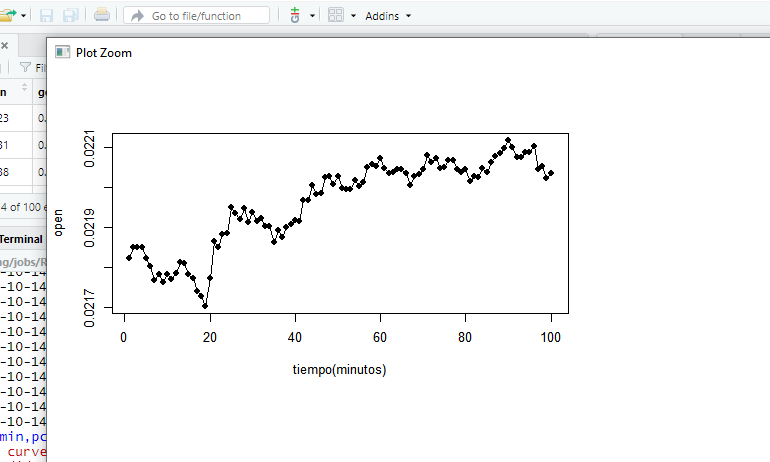 Go to file/function
Addins
Plot Zoom
Fil
n
g
23
0.
31
0.
38
0.
4 of 100 e
Terminal
ng/jobs/R
-10-14
-10-14
-10-14
-10-14
-10-14
-10-14
-10-14
-10-14
-10-14
-10-14
-10-14
min,po
curve
open
0.0221
0.0219
0.0217
0
20
40
60
80
100
tiempo(minutos)